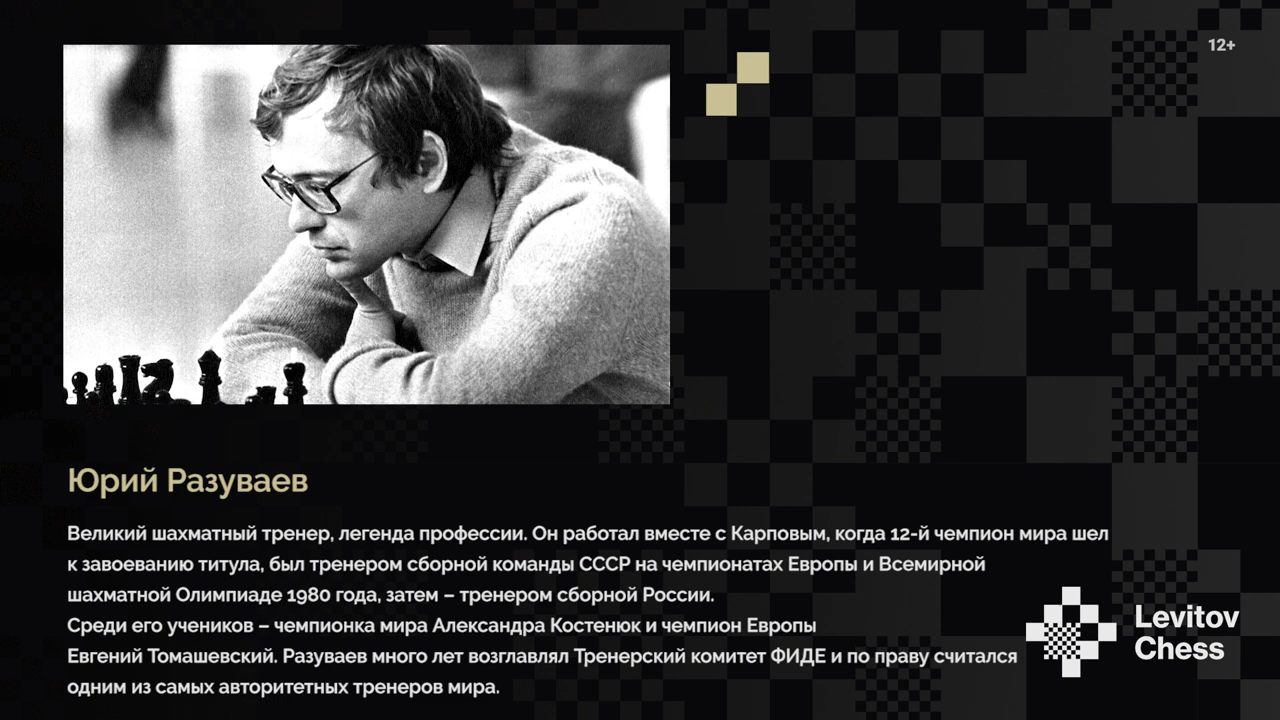 12+
Юрий Разуваев
Великий шахматный тренер, легенда профессии. Он работал вместе с Карповым, когда 12-й чемпион мира шел
к завоеванию титула, был тренером сборной команды СССР на чемпионатах Европы и Всемирной
шахматной Олимпиаде 1980 года, затем – тренером сборной России.
Среди его учеников – чемпионка мира Александра Костенюк и чемпион Европы
Евгений Томашевский. Разуваев много лет возглавлял Тренерский комитет ФИДЕ и по праву считался
одним из самых авторитетных тренеров мира.
Levitov
Chess